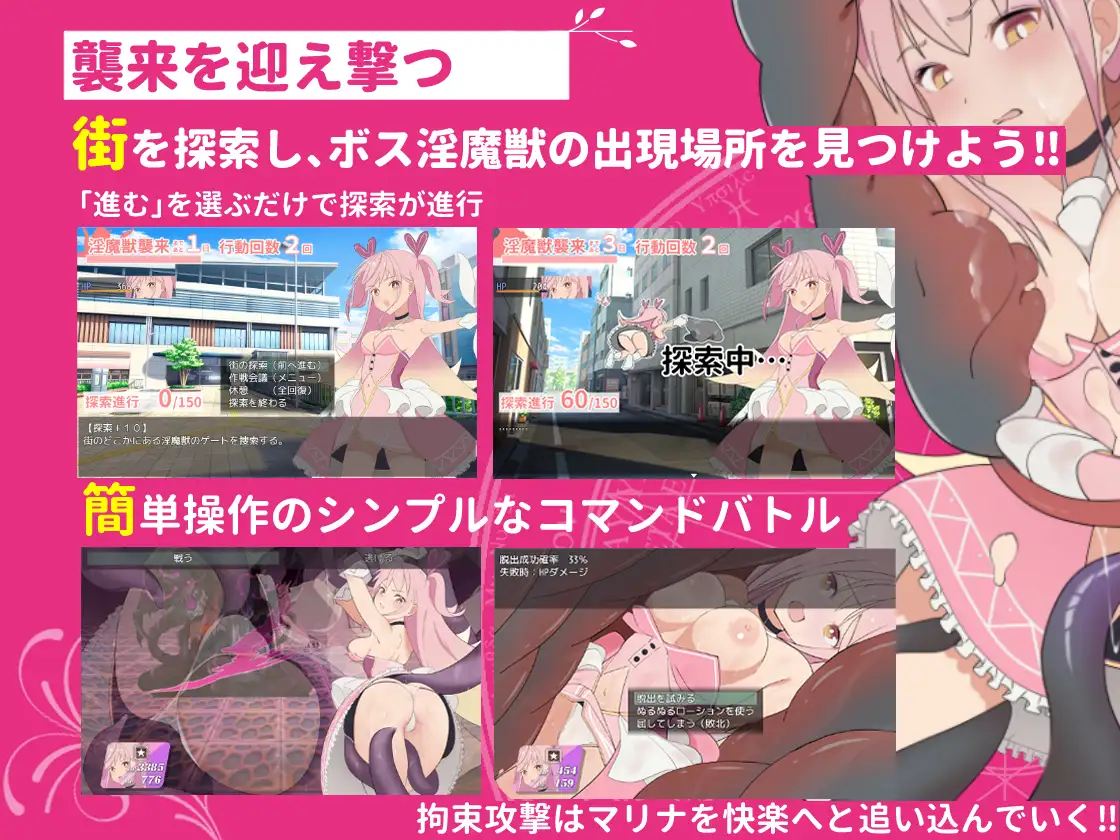 襲来を迎え撃つ
街を探索し、ボス淫魔獣の出現場所を見つけよう!!
「進む」を選ぶだけで探索が進行
淫魔獣襲来 1 行動回数 2回
HP 368
街の探索(前へ進む)
作戦会議(メニュー)
休憩 (全回復)
探索を終わる
探索進行 0/150
【探索+10】
街のどこかにある淫魔獣のゲートを捜索する。
淫魔獣襲来 3 行動回数 2回
HP 204
探索中…
探索進行 60/150
簡単操作のシンプルなコマンドバトル
戦う 逃げる
3385
776
脱出成功確率 33%
失敗時:HPダメージ
脱出を試みる
ぬるぬるローションを使う
屈してしまう(敗北)
454
159
拘束攻撃はマリナを快楽へと追い込んでいく!!